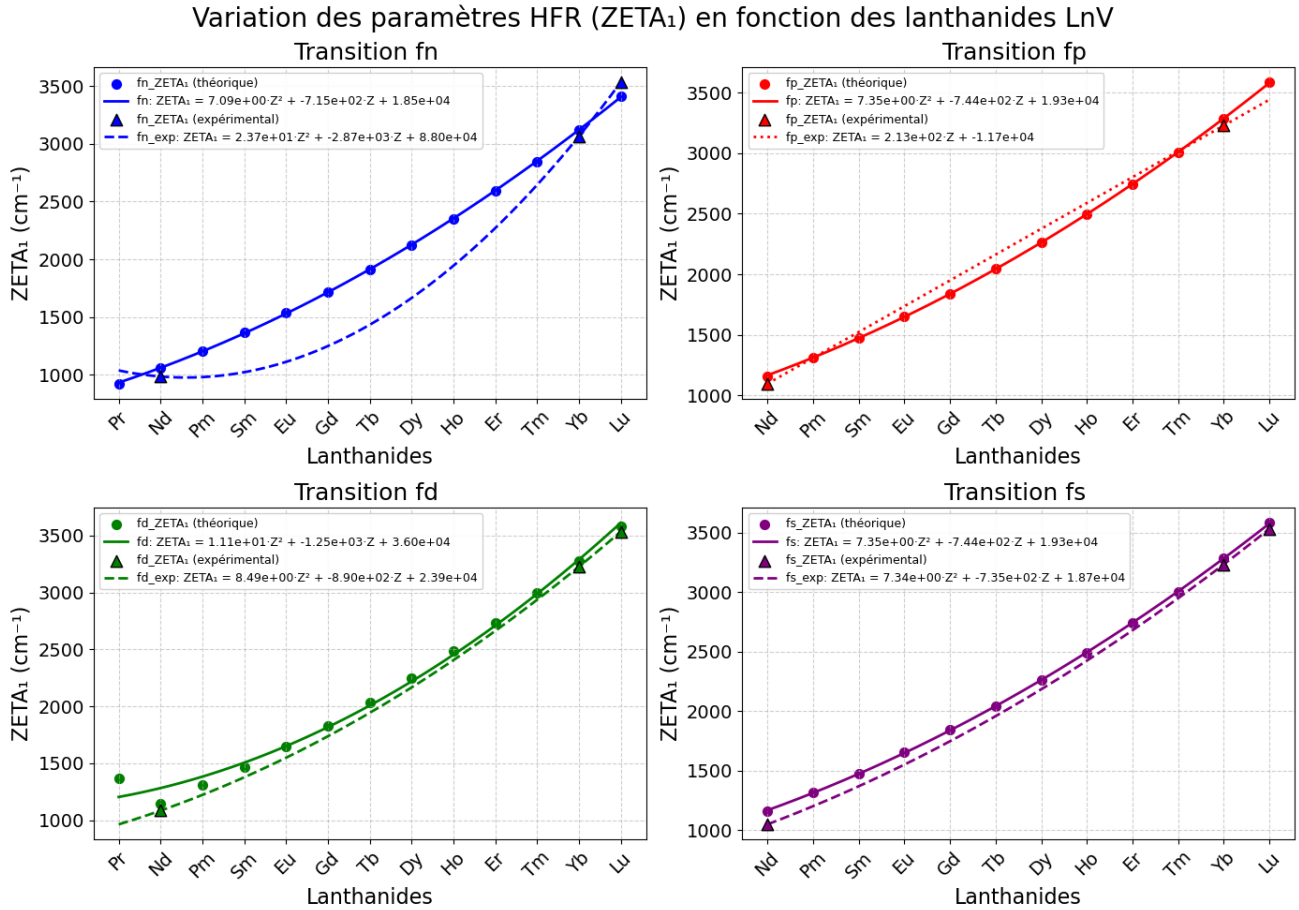 Variation des paramètres HFR (ZETA₁) en fonction des lanthanides LnV
Transition fn
fn_ZETA₁ (théorique)
fn: ZETA₁ = 7.09e+00·Z² + -7.15e+02·Z + 1.85e+04
fn_ZETA₁ (expérimental)
fn_exp: ZETA₁ = 2.37e+01·Z² + -2.87e+03·Z + 8.80e+04
ZETA₁ (cm⁻¹)
3500
3000
2500
2000
1500
1000
Pr Nd Pm Sm Eu Gd Tb Dy Ho Er Tm Yb Lu
Lanthanides
Transition fp
fp_ZETA₁ (théorique)
fp: ZETA₁ = 7.35e+00·Z² + -7.44e+02·Z + 1.93e+04
fp_ZETA₁ (expérimental)
fp_exp: ZETA₁ = 2.13e+02·Z + -1.17e+04
ZETA₁ (cm⁻¹)
3500
3000
2500
2000
1500
1000
Nd Pm Sm Eu Gd Tb Dy Ho Er Tm Yb Lu
Lanthanides
Transition fd
fd_ZETA₁ (théorique)
fd: ZETA₁ = 1.11e+01·Z² + -1.25e+03·Z + 3.60e+04
fd_ZETA₁ (expérimental)
fd_exp: ZETA₁ = 8.49e+00·Z² + -8.90e+02·Z + 2.39e+04
ZETA₁ (cm⁻¹)
3500
3000
2500
2000
1500
1000
Pr Nd Pm Sm Eu Gd Tb Dy Ho Er Tm Yb Lu
Lanthanides
Transition fs
fs_ZETA₁ (théorique)
fs: ZETA₁ = 7.35e+00·Z² + -7.44e+02·Z + 1.93e+04
fs_ZETA₁ (expérimental)
fs_exp: ZETA₁ = 7.34e+00·Z² + -7.35e+02·Z + 1.87e+04
ZETA₁ (cm⁻¹)
3500
3000
2500
2000
1500
1000
Nd Pm Sm Eu Gd Tb Dy Ho Er Tm Yb Lu
Lanthanides